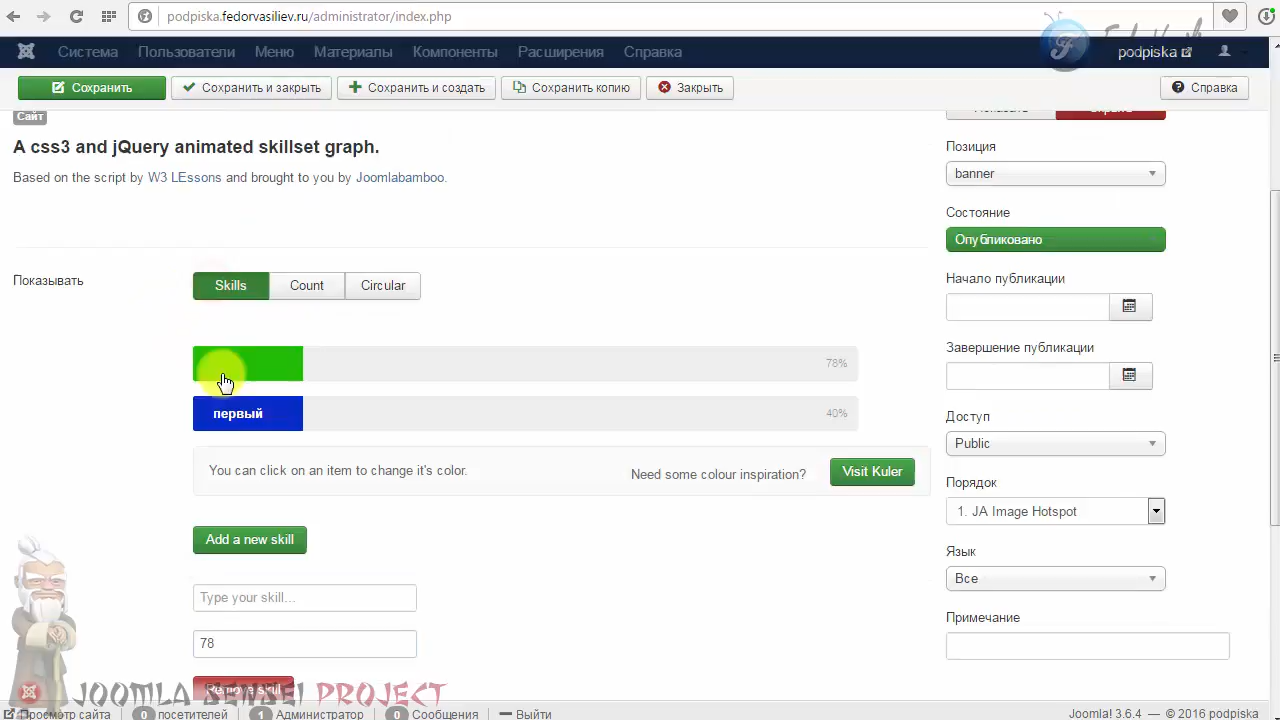 podpiska.fedorvasiliev.ru/administrator/index.php
Система Пользователи Меню Материалы Компоненты Расширения Справка podpiska
Сохранить Сохранить и закрыть Сохранить и создать Сохранить копию Закрыть Справка
Сайт
A css3 and jQuery animated skillset graph.
Based on the script by W3 LEssons and brought to you by Joomlabamboo.
Показывать
Skills Count Circular
78%
первый 40%
You can click on an item to change it's color. Need some colour inspiration? Visit Kuler
Add a new skill
Type your skill...
78
Remove skill
Позиция
banner
Состояние
Опубликовано
Начало публикации
Завершение публикации
Доступ
Public
Порядок
1. JA Image Hotspot
Язык
Все
Примечание
JOOMLA SENSEI PROJECT
Просмотр сайта 0 посетителей 1 Администратор 0 Сообщения Выйти Joomla! 3.6.4 — © 2016 podpiska